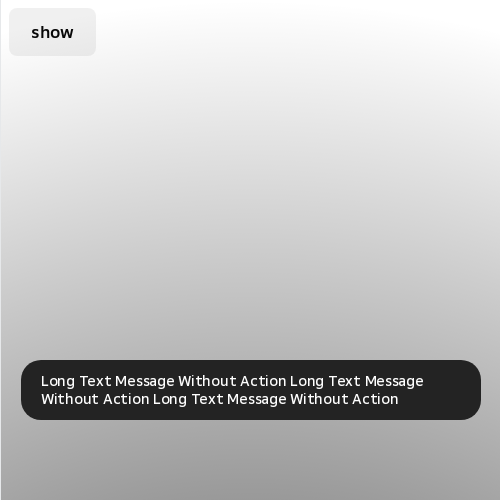 show
Long Text Message Without Action Long Text Message
Without Action Long Text Message Without Action